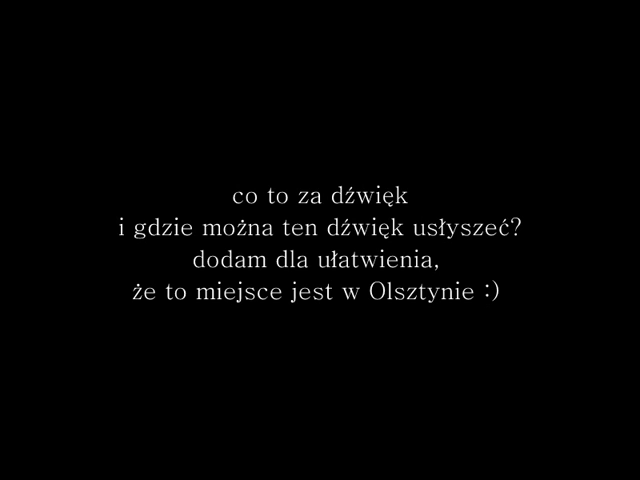 co to za dźwięk
i gdzie można ten dźwięk usłyszeć?
dodam dla ułatwienia,
że to miejsce jest w Olsztynie :)